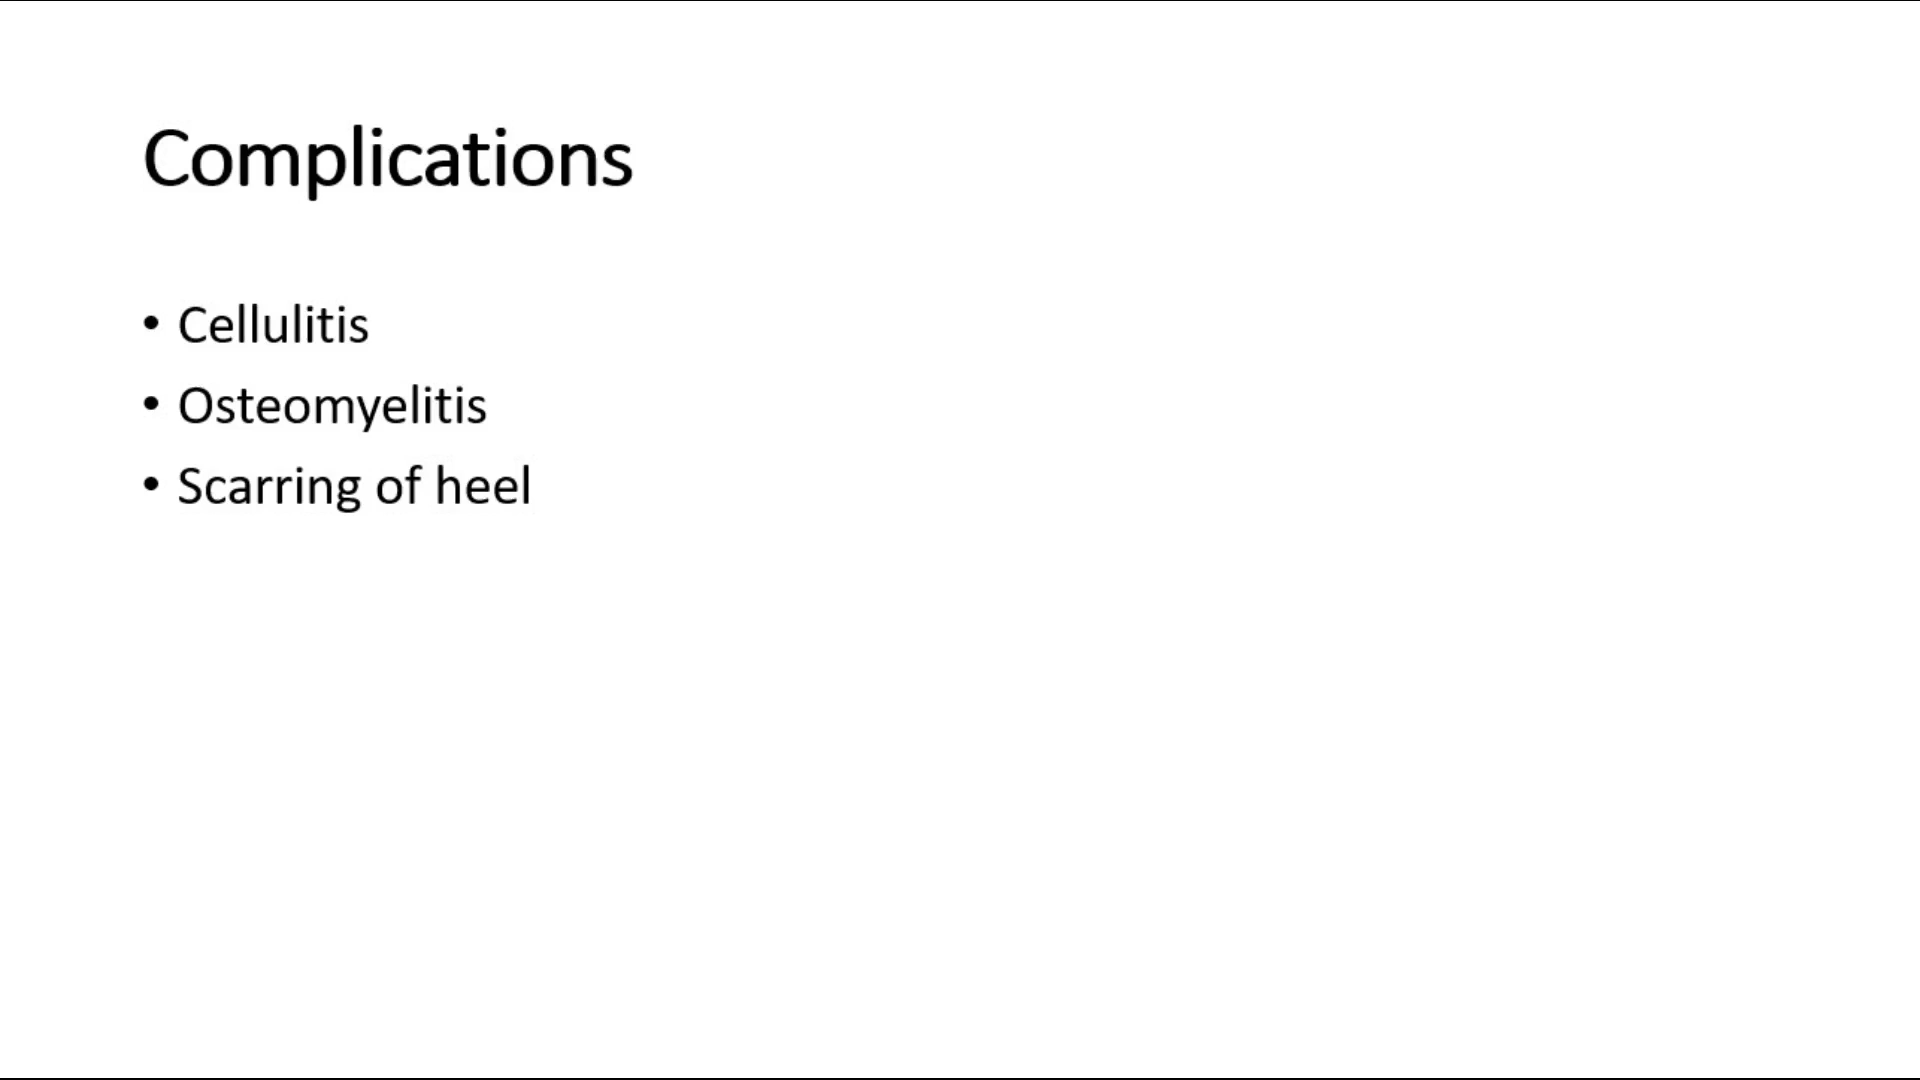 Complications
• Cellulitis
• Osteomyelitis
• Scarring of heel